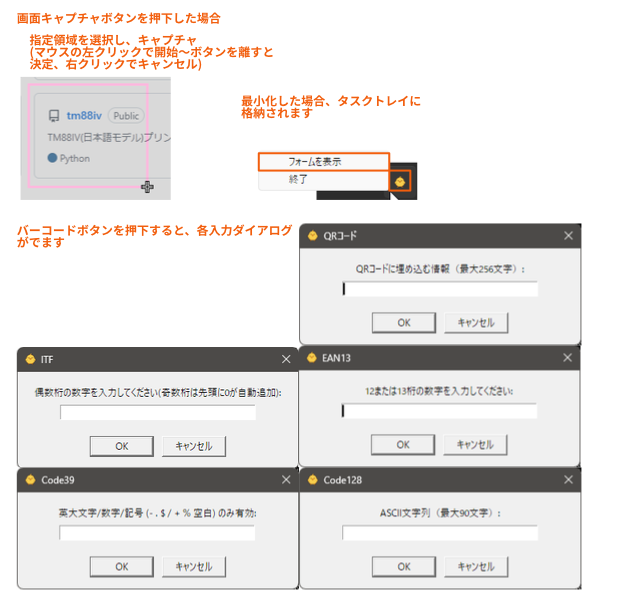 画面キャプチャボタンを押下した場合
指定領域を選択し、キャプチャ
(マウスの左クリックで開始～ボタンを離すと
決定、右クリックでキャンセル)
tm88iv Public
TM88IV(日本語モデル)プリン
Python
最小化した場合、タスクトレイに
格納されます
フォームを表示
終了
バーコードボタンを押下すると、各入力ダイアログ
がでます
QRコード
QRコードに埋め込む情報（最大256文字）:
OK キャンセル
ITF
偶数桁の数字を入力してください(奇数桁は先頭に0が自動追加):
OK キャンセル
EAN13
12または13桁の数字を入力してください:
OK キャンセル
Code39
英大文字/数字/記号 (- . $ / + % 空白) のみ有効:
OK キャンセル
Code128
ASCII文字列（最大90文字）:
OK キャンセル